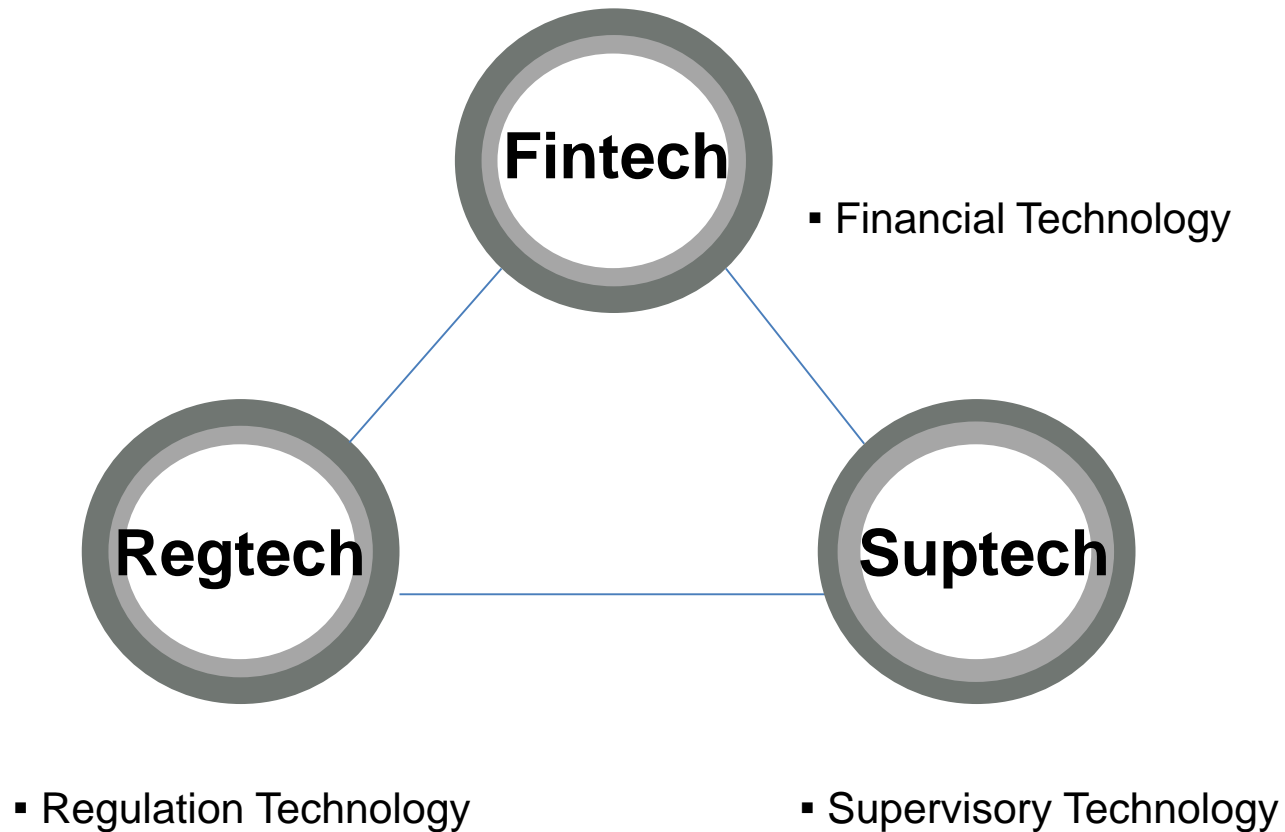 Fintech
▪ Financial Technology
Regtech
Suptech
▪ Regulation Technology
▪ Supervisory Technology